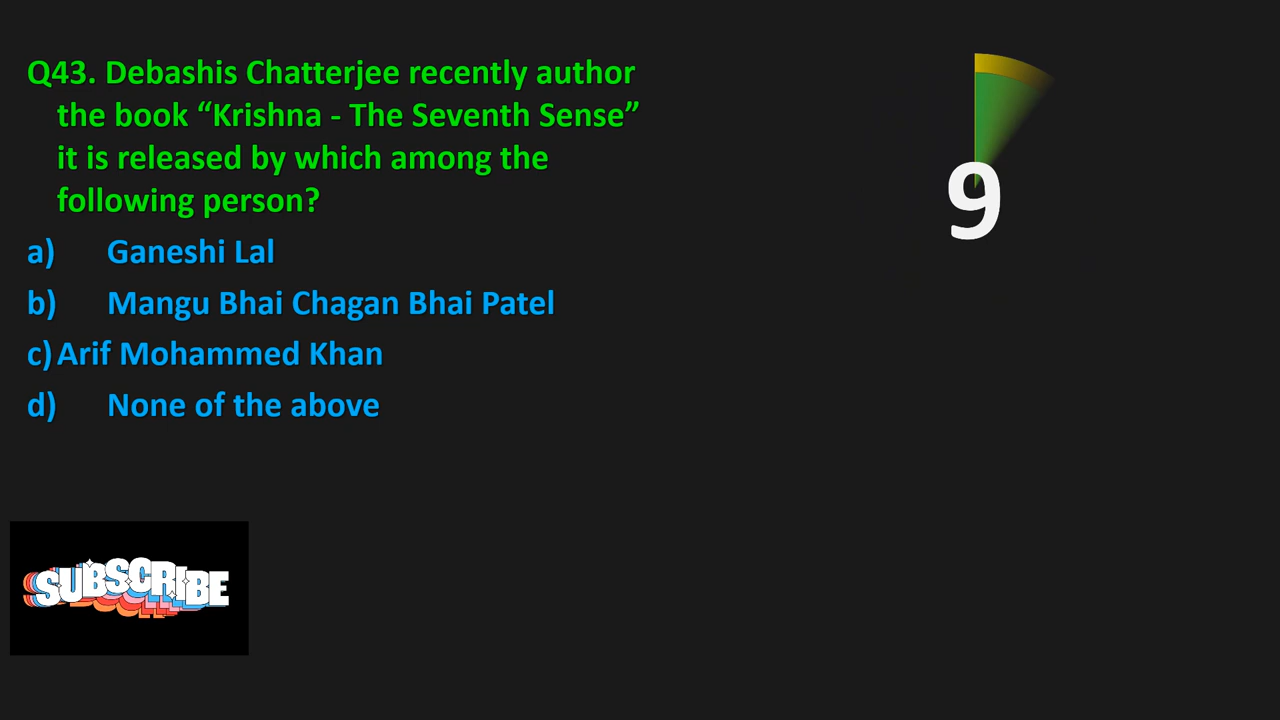 Q43. Debashis Chatterjee recently author
the book “Krishna - The Seventh Sense”
it is released by which among the
following person?
a) Ganeshi Lal
b) Mangu Bhai Chagan Bhai Patel
c) Arif Mohammed Khan
d) None of the above
9
SUBSCRIBE